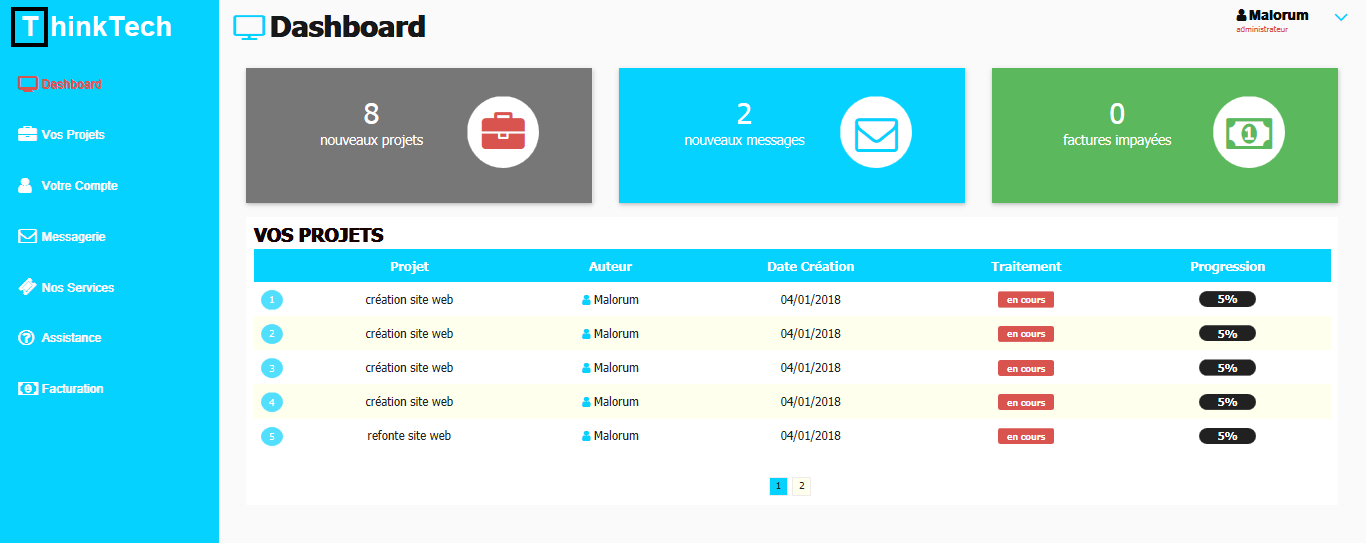 ThinkTech
Dashboard
Vos Projets
Votre Compte
Messagerie
Nos Services
Assistance
Facturation
Dashboard
Malorum
administrateur
8
nouveaux projets
2
nouveaux messages
0
factures impayées
1
VOS PROJETS
Projet Auteur Date Création Traitement Progression
1 création site web Malorum 04/01/2018 en cours 5%
2 création site web Malorum 04/01/2018 en cours 5%
3 création site web Malorum 04/01/2018 en cours 5%
4 création site web Malorum 04/01/2018 en cours 5%
5 refonte site web Malorum 04/01/2018 en cours 5%
1 2